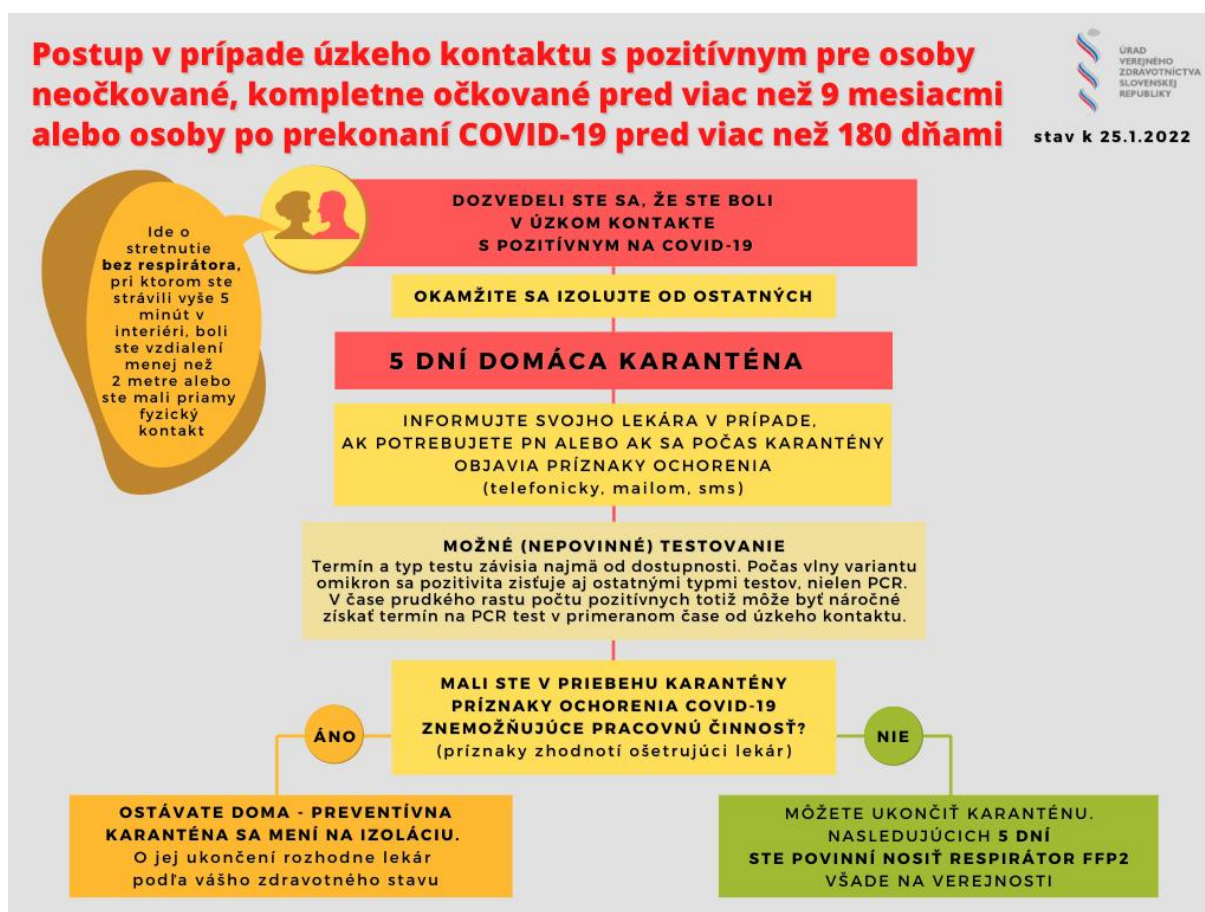 Postup v prípade úzkeho kontaktu s pozitívnym pre osoby
neočkované, kompletne očkované pred viac než 9 mesiacmi
alebo osoby po prekonaní COVID-19 pred viac než 180 dňami
ÚRAD
VEREJNÉHO
ZDRAVOTNÍCTVA
SLOVENSKEJ
REPUBLIKY
stav k 25.1.2022
Ide o
stretnutie
bez respirátora,
pri ktorom ste
strávili vyše 5
minút v
interiéri, boli
ste vzdialení
menej než
2 metre alebo
ste mali priamy
fyzický
kontakt
DOZVEDELI STE SA, ŽE STE BOLI
V ÚZKOM KONTAKTE
S POZITÍVNYM NA COVID-19
OKAMŽITE SA IZOLUJTE OD OSTATNÝCH
5 DNÍ DOMÁCA KARANTÉNA
INFORMUJTE SVOJHO LEKÁRA V PRÍPADE,
AK POTREBUJETE PN ALEBO AK SA POČAS KARANTÉNY
OBJAVIA PRÍZNAKY OCHORENIA
(telefonicky, mailom, sms)
MOŽNÉ (NEPOVINNÉ) TESTOVANIE
Termín a typ testu závisia najmä od dostupnosti. Počas vlny variantu
omikron sa pozitivita zisťuje aj ostatnými typmi testov, nielen PCR.
V čase prudkého rastu počtu pozitívnych totiž môže byť náročné
získať termín na PCR test v primeranom čase od úzkeho kontaktu.
MALI STE V PRIEBEHU KARANTÉNY
PRÍZNAKY OCHORENIA COVID-19
ZNEMOŽŇUJÚCE PRACOVNÚ ČINNOSŤ?
(príznaky zhodnotí ošetrujúci lekár)
ÁNO
NIE
OSTÁVATE DOMA - PREVENTÍVNA
KARANTÉNA SA MENÍ NA IZOLÁCIU.
O jej ukončení rozhodne lekár
podľa vášho zdravotného stavu
MÔŽETE UKONČIŤ KARANTÉNU.
NASLEDUJÚCICH 5 DNÍ
STE POVINNÍ NOSIŤ RESPIRÁTOR FFP2
VŠADE NA VEREJNOSTI